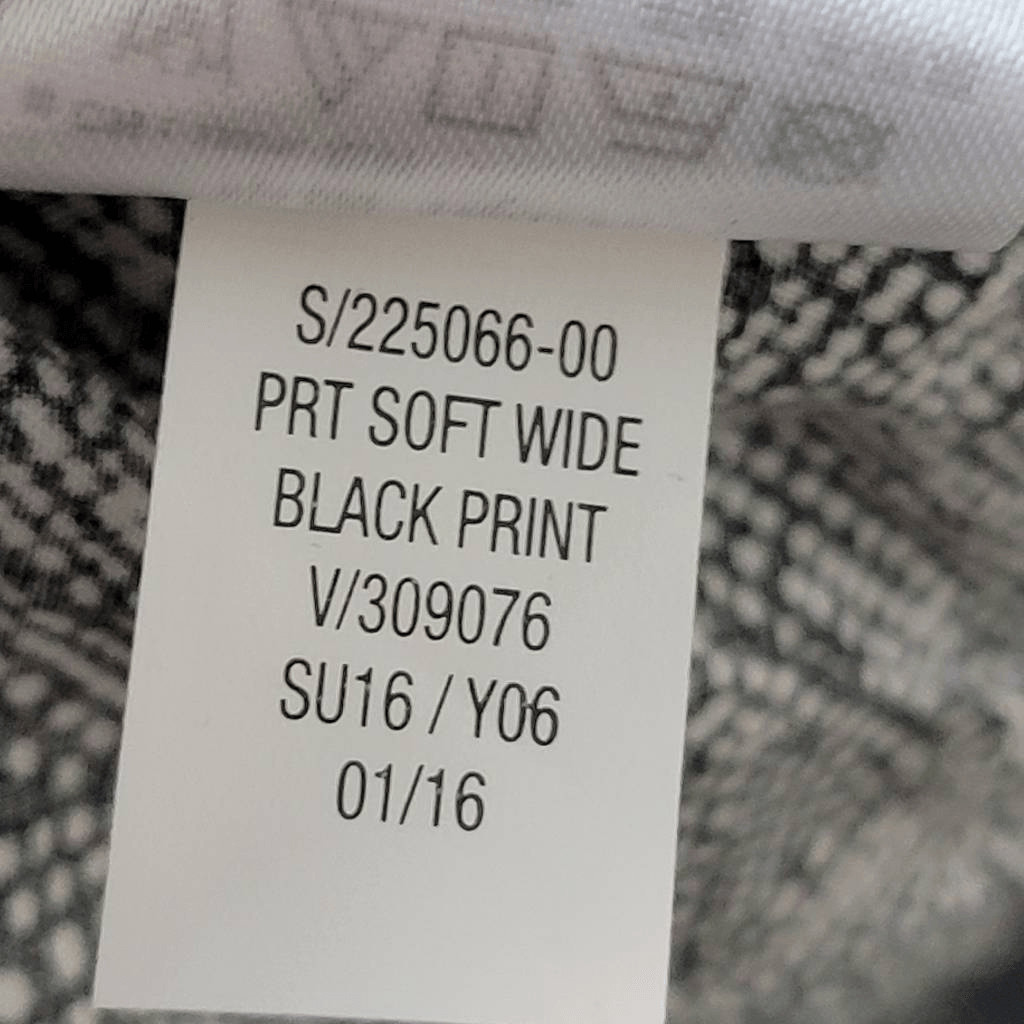 S/225066-00
PRT SOFT WIDE
BLACK PRINT
V/309076
SU16 / Y06
01/16